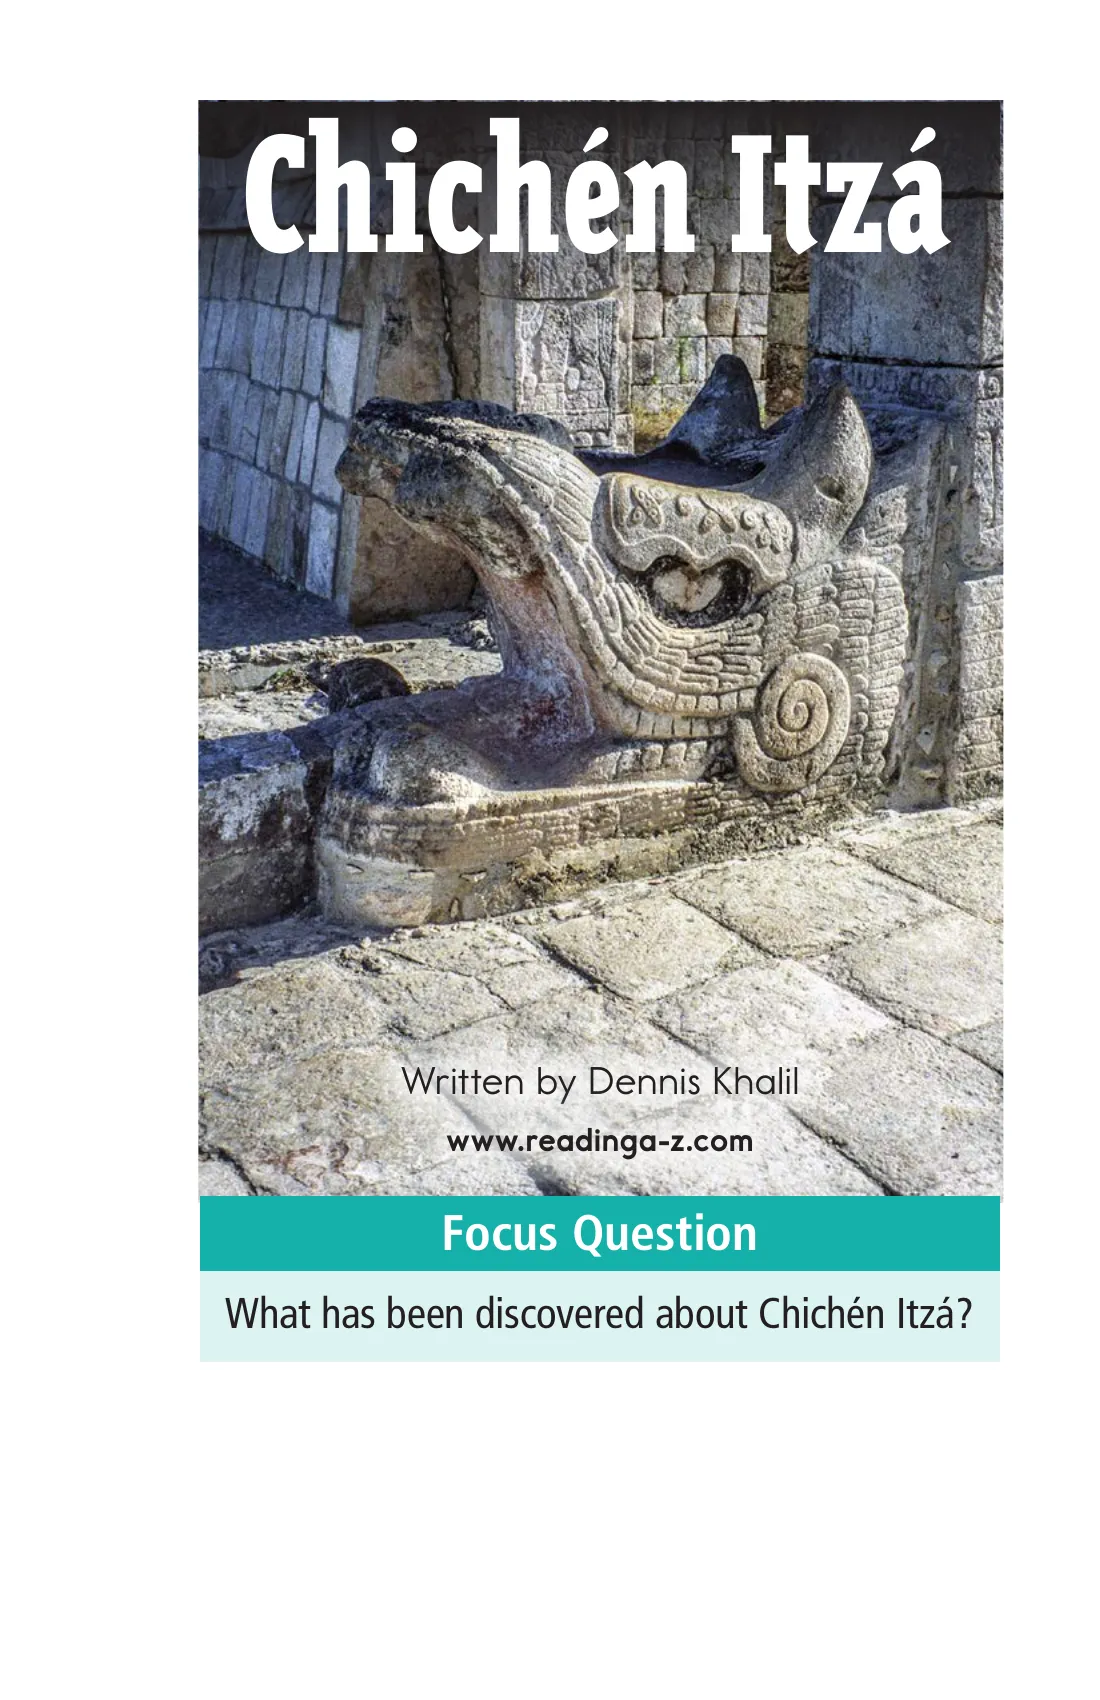 Chichén Itzá
Written by Dennis Khalil
www.readinga-z.com
Focus Question
What has been discovered about Chichén Itzá?